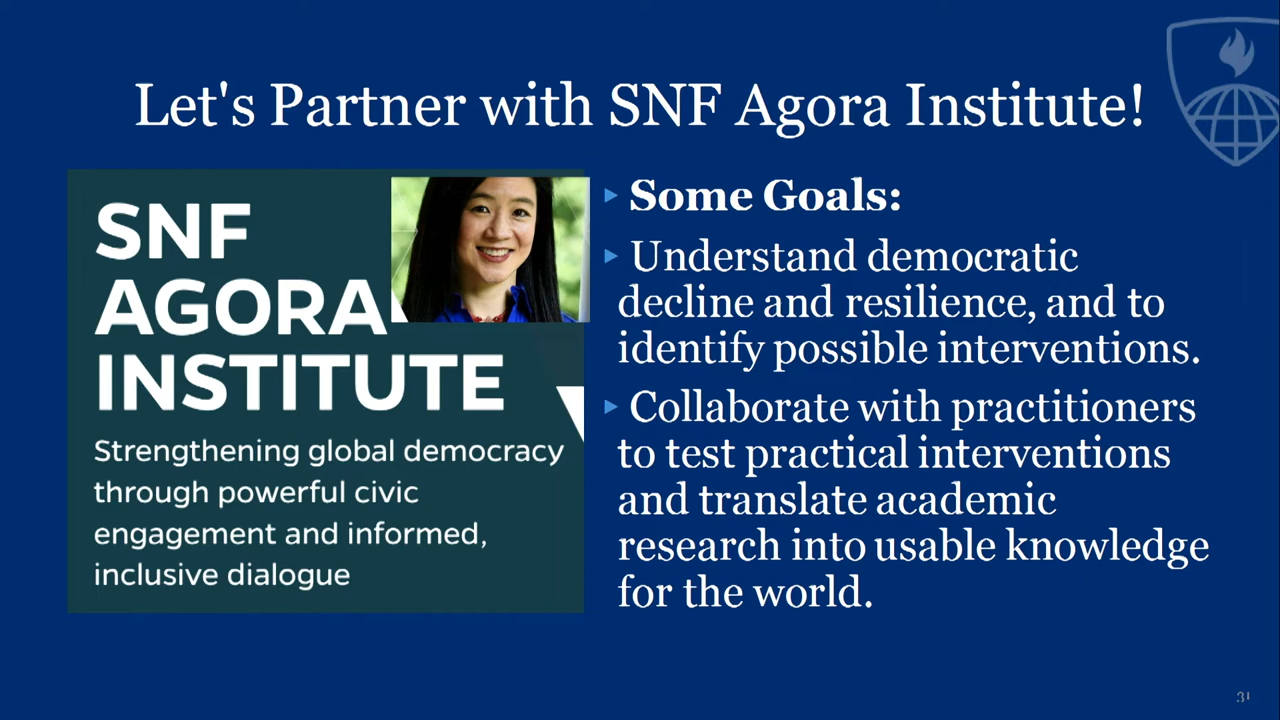 Let's Partner with SNF Agora Institute!
SNF
AGORA
INSTITUTE
Strengthening global democracy
through powerful civic
engagement and informed,
inclusive dialogue
Some Goals:
Understand democratic
decline and resilience, and to
identify possible interventions.
Collaborate with practitioners
to test practical interventions
and translate academic
research into usable knowledge
for the world.
31